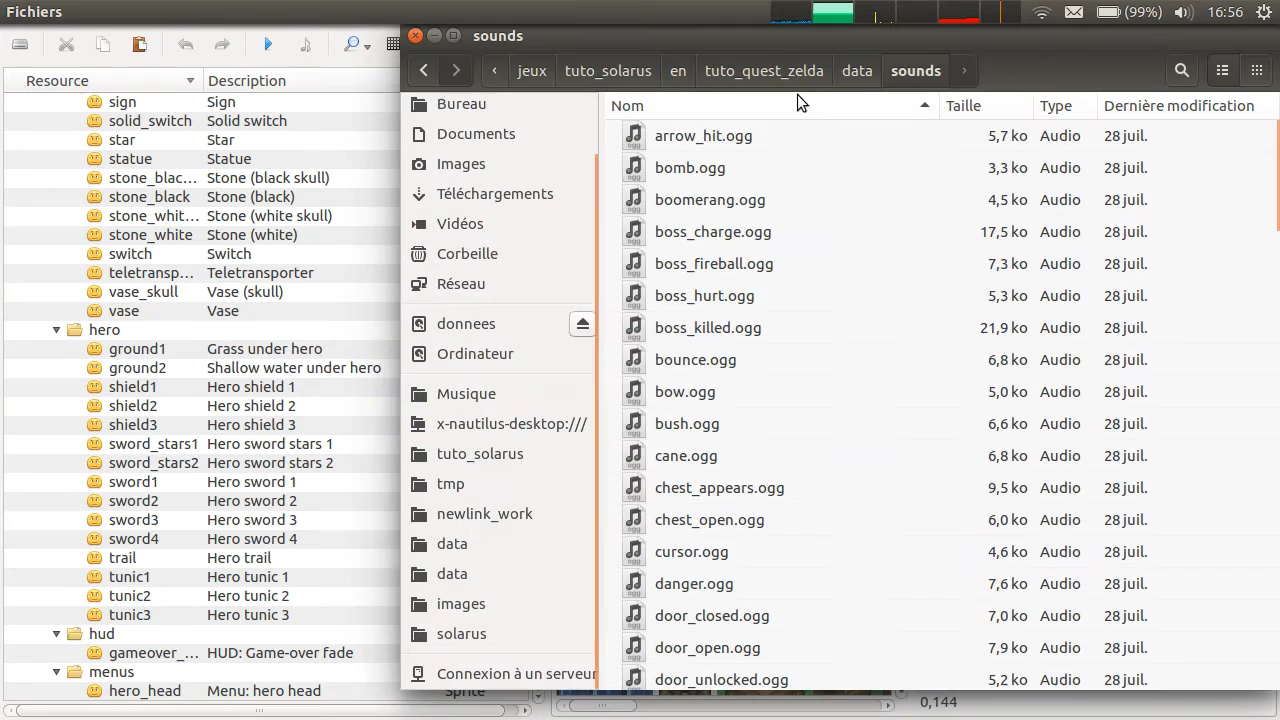 Fichiers
(99%)
16:56
sounds
jeux tuto_solarus en tuto_quest_zelda data sounds
Resource Description
sign Sign
solid_switch Solid switch
star Star
statue Statue
stone_blac... Stone (black skull)
stone_black Stone (black)
stone_whit... Stone (white skull)
stone_white Stone (white)
switch Switch
teletransp... Teletransporter
vase_skull Vase (skull)
vase Vase
hero
ground1 Grass under hero
ground2 Shallow water under hero
shield1 Hero shield 1
shield2 Hero shield 2
shield3 Hero shield 3
sword_stars1 Hero sword stars 1
sword_stars2 Hero sword stars 2
sword1 Hero sword 1
sword2 Hero sword 2
sword3 Hero sword 3
sword4 Hero sword 4
trail Hero trail
tunic1 Hero tunic 1
tunic2 Hero tunic 2
tunic3 Hero tunic 3
hud
gameover_... HUD: Game-over fade
menus
hero_head Menu: hero head Sprite
Bureau
Documents
Images
Téléchargements
Vidéos
Corbeille
Réseau
donnees
Ordinateur
Musique
x-nautilus-desktop:///
tuto_solarus
tmp
newlink_work
data
data
images
solarus
Connexion à un serveur
Nom Taille Type Dernière modification
arrow_hit.ogg 5,7 ko Audio 28 juil.
bomb.ogg 3,3 ko Audio 28 juil.
boomerang.ogg 4,5 ko Audio 28 juil.
boss_charge.ogg 17,5 ko Audio 28 juil.
boss_fireball.ogg 7,3 ko Audio 28 juil.
boss_hurt.ogg 5,3 ko Audio 28 juil.
boss_killed.ogg 21,9 ko Audio 28 juil.
bounce.ogg 6,8 ko Audio 28 juil.
bow.ogg 5,0 ko Audio 28 juil.
bush.ogg 6,6 ko Audio 28 juil.
cane.ogg 6,8 ko Audio 28 juil.
chest_appears.ogg 9,5 ko Audio 28 juil.
chest_open.ogg 6,0 ko Audio 28 juil.
cursor.ogg 4,6 ko Audio 28 juil.
danger.ogg 7,6 ko Audio 28 juil.
door_closed.ogg 7,0 ko Audio 28 juil.
door_open.ogg 7,9 ko Audio 28 juil.
door_unlocked.ogg 5,2 ko Audio 28 juil.
0,144